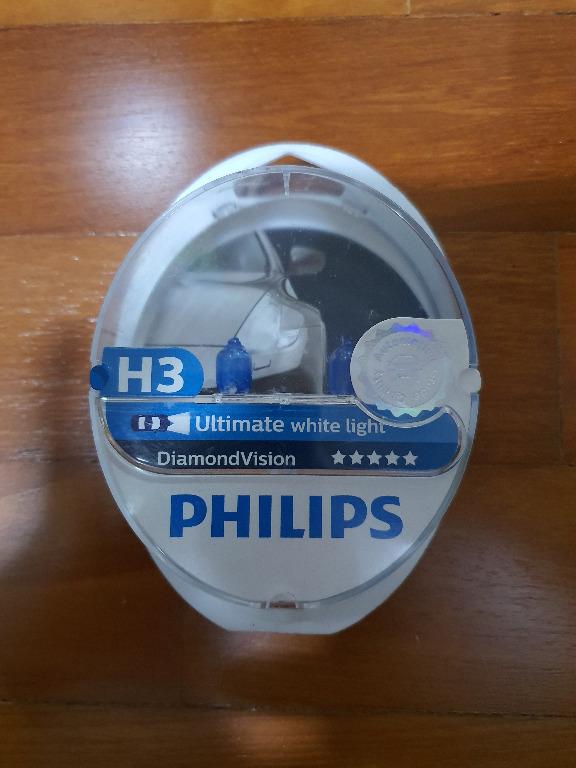 H3
Ultimate white light
DiamondVision
PHILIPS